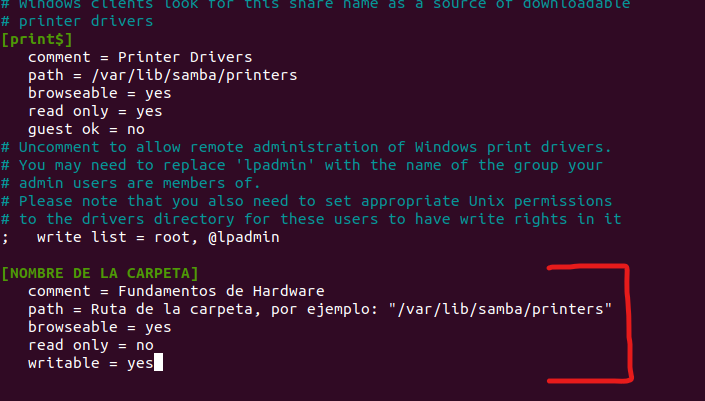 # Windows clients look for this share name as a source of downloadable
# printer drivers
[print$]
comment = Printer Drivers
path = /var/lib/samba/printers
browseable = yes
read only = yes
guest ok = no
# Uncomment to allow remote administration of Windows print drivers.
# You may need to replace 'lpadmin' with the name of the group your
# admin users are members of.
# Please note that you also need to set appropriate Unix permissions
# to the drivers directory for these users to have write rights in it
;   write list = root, @lpadmin
[NOMBRE DE LA CARPETA]
comment = Fundamentos de Hardware
path = Ruta de la carpeta, por ejemplo: "/var/lib/samba/printers"
browseable = yes
read only = no
writable = yes